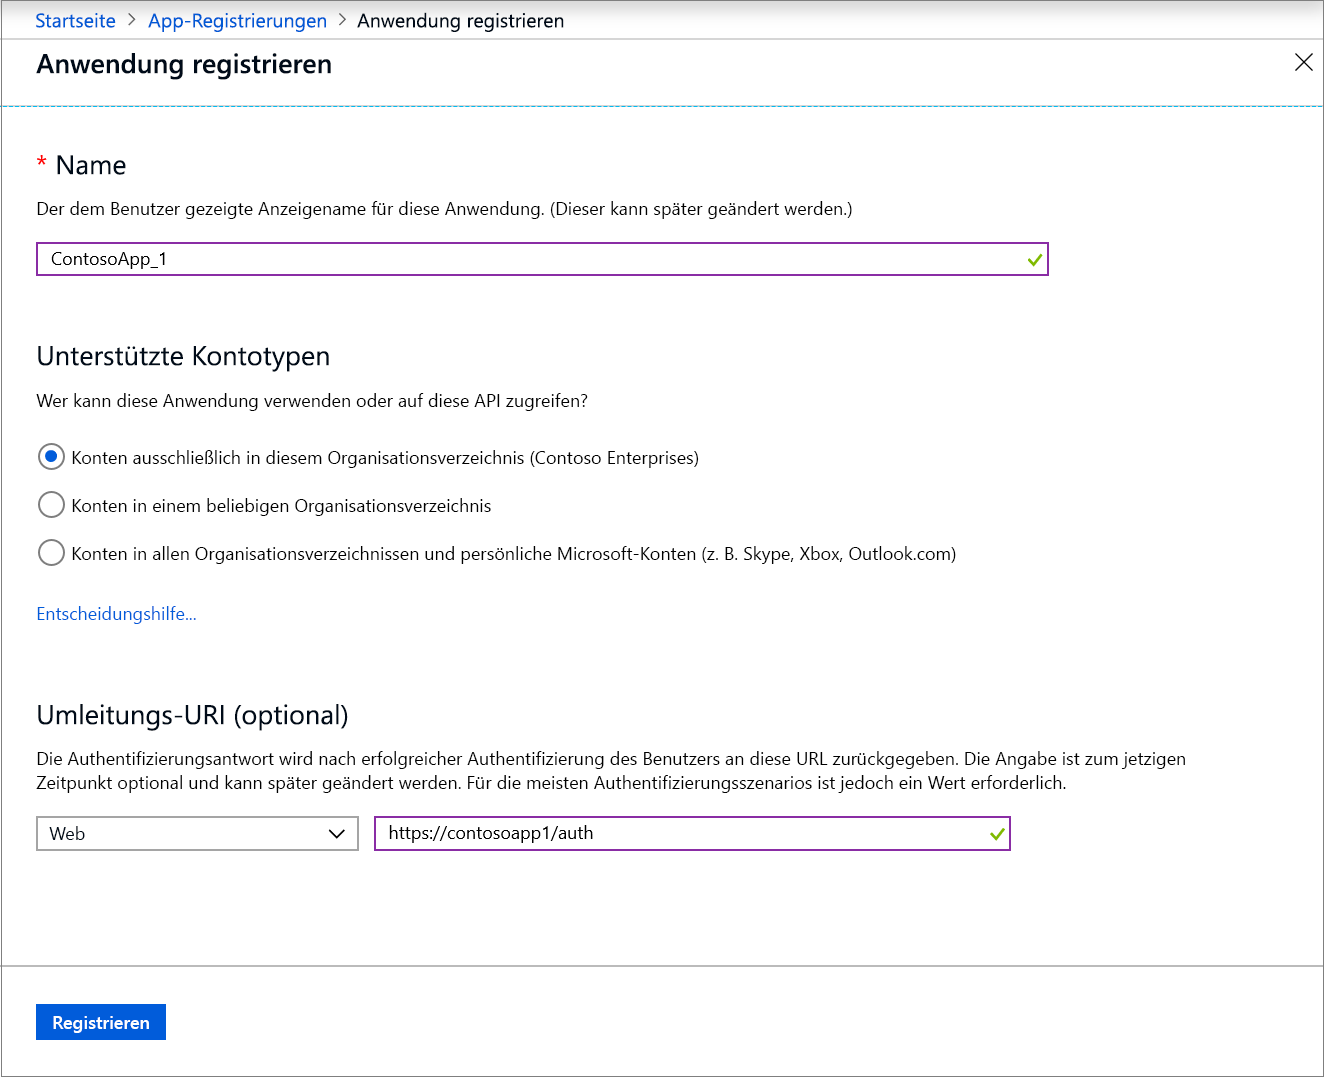 Startseite > App-Registrierungen > Anwendung registrieren
Anwendung registrieren
* Name
Der dem Benutzer gezeigte Anzeigename für diese Anwendung. (Dieser kann später geändert werden.)
ContosoApp_1
Unterstützte Kontotypen
Wer kann diese Anwendung verwenden oder auf diese API zugreifen?
Konten ausschließlich in diesem Organisationsverzeichnis (Contoso Enterprises)
Konten in einem beliebigen Organisationsverzeichnis
Konten in allen Organisationsverzeichnissen und persönliche Microsoft-Konten (z. B. Skype, Xbox, Outlook.com)
Entscheidungshilfe...
Umleitungs-URI (optional)
Die Authentifizierungsantwort wird nach erfolgreicher Authentifizierung des Benutzers an diese URL zurückgegeben. Die Angabe ist zum jetzigen
Zeitpunkt optional und kann später geändert werden. Für die meisten Authentifizierungsszenarios ist jedoch ein Wert erforderlich.
Web https://contosoapp1/auth
Registrieren